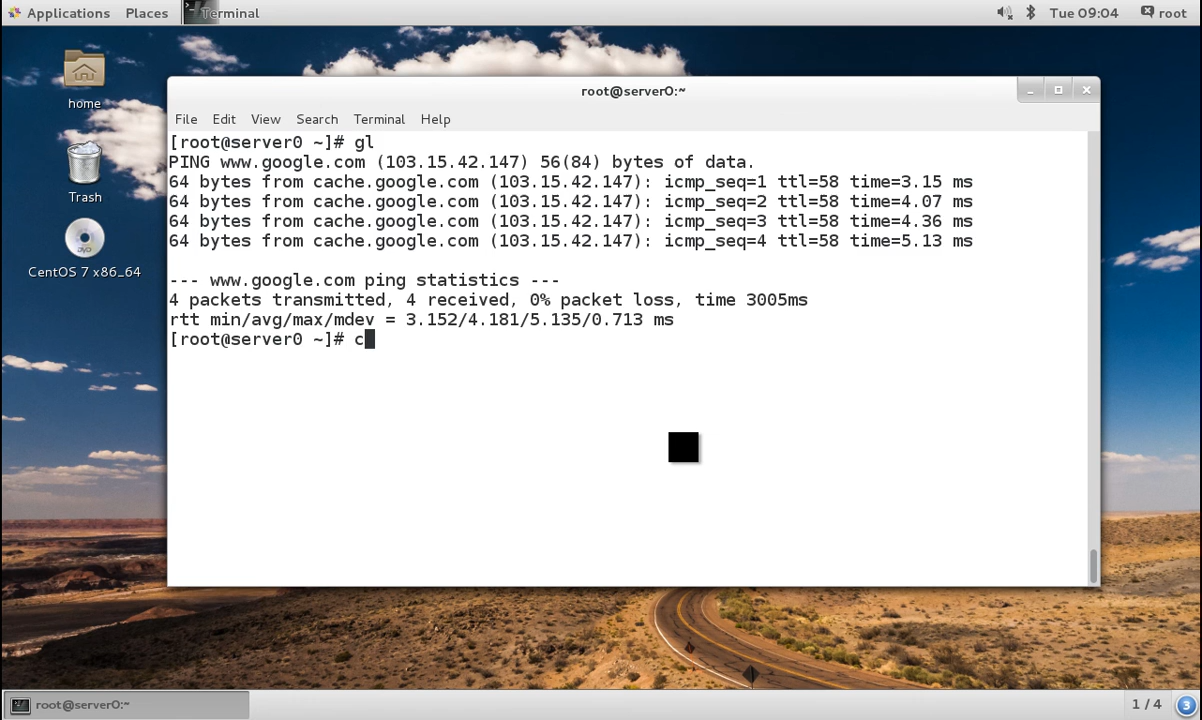 Applications Places Terminal Tue 09:04 root
home
Trash
DVD
CentOS 7 x86_64
root@server0:~
File Edit View Search Terminal Help
[root@server0 ~]# gl
PING www.google.com (103.15.42.147) 56(84) bytes of data.
64 bytes from cache.google.com (103.15.42.147): icmp_seq=1 ttl=58 time=3.15 ms
64 bytes from cache.google.com (103.15.42.147): icmp_seq=2 ttl=58 time=4.07 ms
64 bytes from cache.google.com (103.15.42.147): icmp_seq=3 ttl=58 time=4.36 ms
64 bytes from cache.google.com (103.15.42.147): icmp_seq=4 ttl=58 time=5.13 ms
--- www.google.com ping statistics ---
4 packets transmitted, 4 received, 0% packet loss, time 3005ms
rtt min/avg/max/mdev = 3.152/4.181/5.135/0.713 ms
[root@server0 ~]# c
root@server0:~ 1 / 4 3